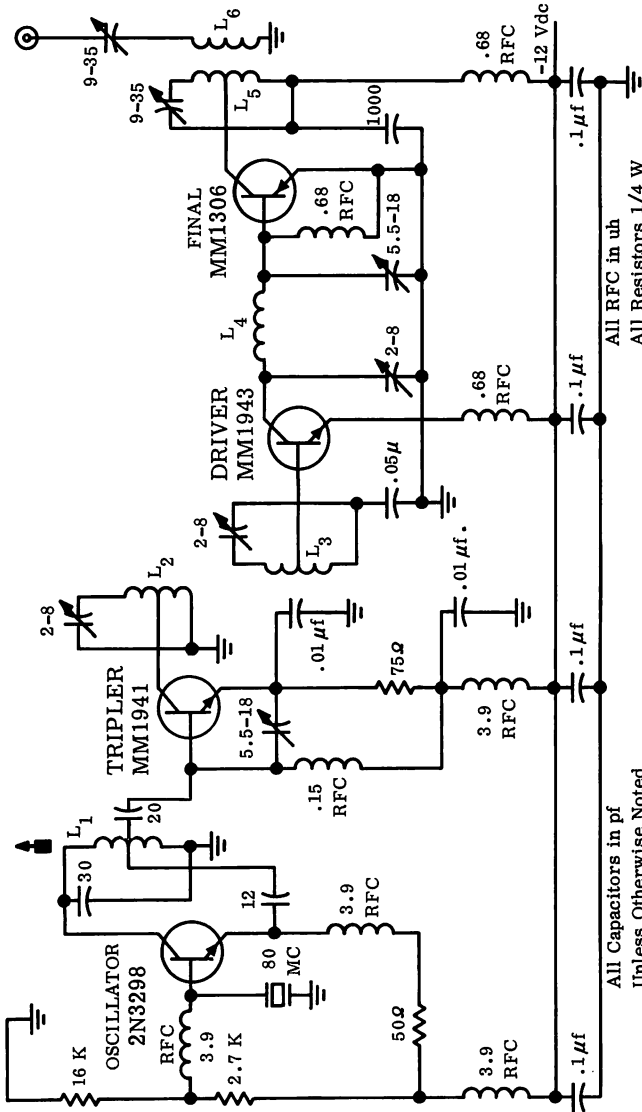 16 K
OSCILLATOR
2N3298
RFC
3.9
2.7 K
80
MC
30
L1
20
12
3.9
RFC
50Ω
3.9
RFC
.1 μf
TRIPLER
MM1941
2-8
L2
5.5-18
.15
RFC
.01 μf
75Ω
.01 μf.
3.9
RFC
.1 μf
DRIVER
MM1943
2-8
L3
.05μ
L4
2-8
5.5-18
.68
RFC
.1 μf
FINAL
MM1306
.68
RFC
9-35
L5
1000
.68
RFC
9-35
L6
-12 Vdc
.1 μf
All Capacitors in pf
Unless Otherwise Noted
All RFC in uh
All Resistors 1/4 W